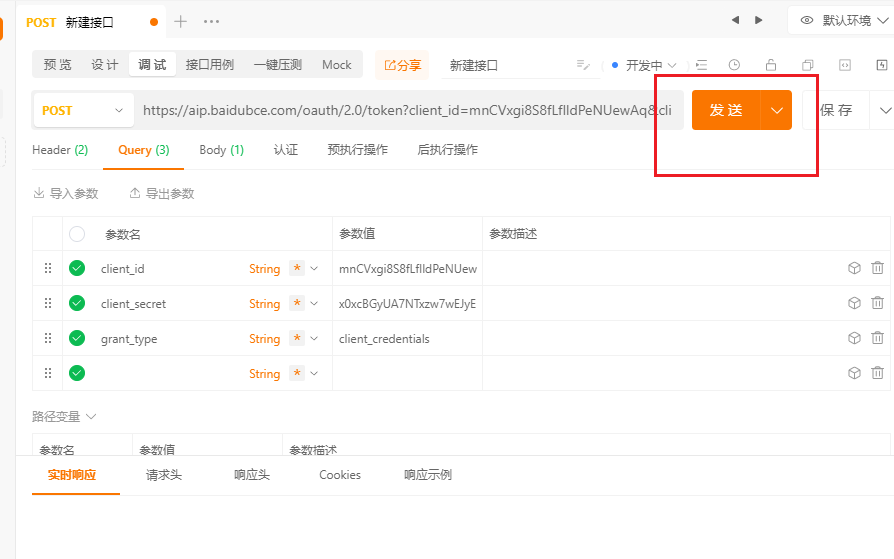 POST 新建接口
预 览 设 计 调 试 接口用例 一键压测 Mock 分享 新建接口 开发中 默认环境
POST https://aip.baidubce.com/oauth/2.0/token?client_id=mnCVxgi8S8fLfIldPeNUewAq&cli 发 送 保 存
Header (2) Query (3) Body (1) 认证 预执行操作 后执行操作
导入参数 导出参数
参数名 参数值 参数描述
client_id String * mnCVxgi8S8fLfIldPeNUew
client_secret String * x0xcBGyUA7NTxzw7wEJyE
grant_type String * client_credentials
String *
路径变量
参数名 参数值 参数描述
实时响应 请求头 响应头 Cookies 响应示例